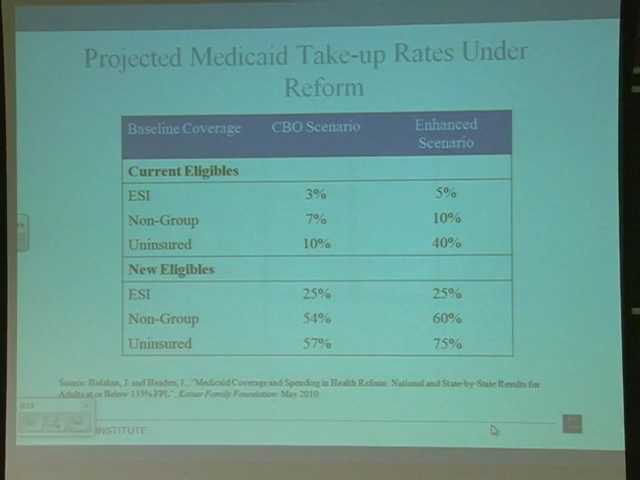 Projected Medicaid Take-up Rates Under
Reform
Baseline Coverage CBO Scenario Enhanced
Scenario
Current Eligibles
ESI 3% 5%
Non-Group 7% 10%
Uninsured 10% 40%
New Eligibles
ESI 25% 25%
Non-Group 54% 60%
Uninsured 57% 75%
Source: Holahan, J. and Headen, I., "Medicaid Coverage and Spending in Health Reform: National and State-by-State Results for
Adults at or Below 133% FPL", Kaiser Family Foundation. May 2010.
INSTITUTE